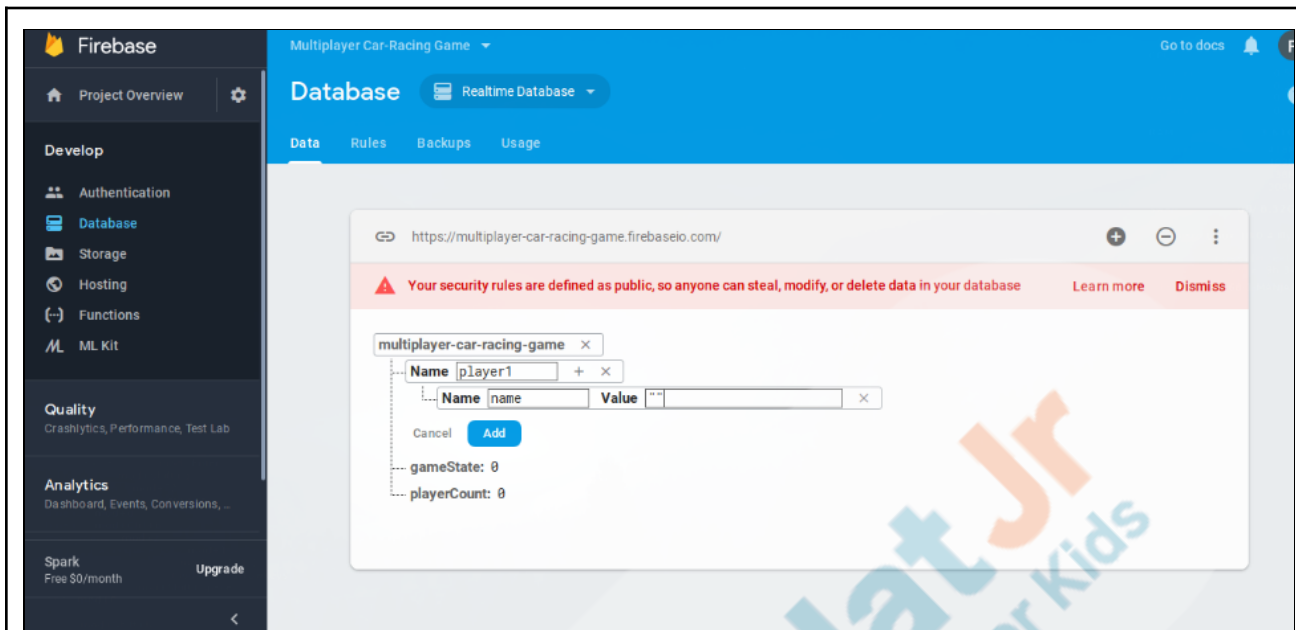 Firebase
Project Overview
Develop
Authentication
Database
Storage
Hosting
Functions
ML Kit
Quality
Crashlytics, Performance, Test Lab
Analytics
Dashboard, Events, Conversions, ...
Spark
Free $0/month
Upgrade
Multiplayer Car-Racing Game
Go to docs
Database
Realtime Database
Data Rules Backups Usage
https://multiplayer-car-racing-game.firebaseio.com/
Your security rules are defined as public, so anyone can steal, modify, or delete data in your database Learn more Dismiss
multiplayer-car-racing-game
Name player1
Name name Value ""
Cancel Add
gameState: 0
playerCount: 0
at Jr
or Kids